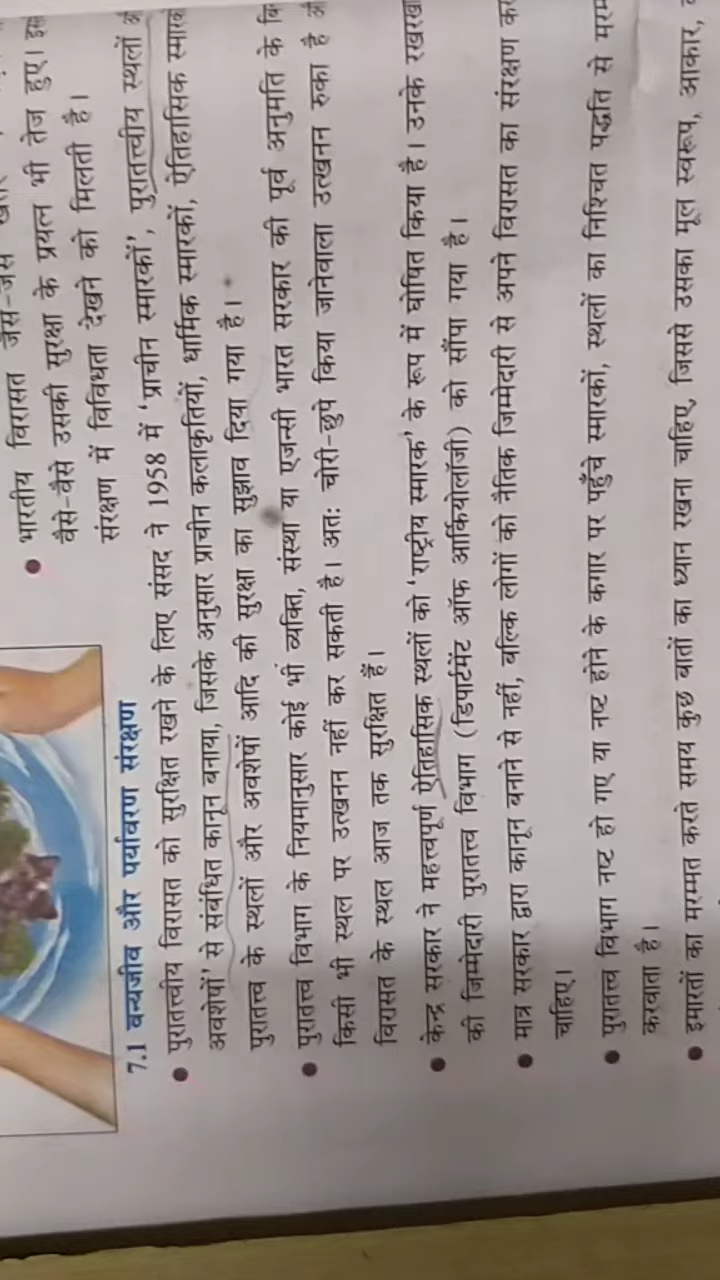 भारतीय विरासत जैसे-जैसे
वैसे-वैसे उसकी सुरक्षा के प्रयत्न भी तेज हुए।
संरक्षण में विविधता देखने को मिलती है।
7.1 वन्यजीव और पर्यावरण संरक्षण
पुरातत्त्वीय विरासत को सुरक्षित रखने के लिए संसद ने 1958 में 'प्राचीन स्मारकों', पुरातत्त्वीय स्थलों
अवशेषों' से संबंधित कानून बनाया, जिसके अनुसार प्राचीन कलाकृतियों, धार्मिक स्मारकों, ऐतिहासिक
पुरातत्त्व के स्थलों और अवशेषों आदि की सुरक्षा का सुझाव दिया गया है।
पुरातत्त्व विभाग के नियमानुसार कोई भी व्यक्ति, संस्था या एजन्सी भारत सरकार की पूर्व अनुमति के
किसी भी स्थल पर उत्खनन नहीं कर सकती है। अतः चोरी-छुपे किया जानेवाला उत्खनन रुका है
विरासत के स्थल आज तक सुरक्षित हैं।
केन्द्र सरकार ने महत्त्वपूर्ण ऐतिहासिक स्थलों को 'राष्ट्रीय स्मारक' के रूप में घोषित किया है। उनके
की जिम्मेदारी पुरातत्त्व विभाग (डिपार्टमेंट ऑफ आर्कियोलॉजी) को सौंपा गया है।
मात्र सरकार द्वारा कानून बनाने से नहीं, बल्कि लोगों को नैतिक जिम्मेदारी से अपने विरासत का संरक्षण
चाहिए।
पुरातत्त्व विभाग नष्ट हो गए या नष्ट होने के कगार पर पहुँचे स्मारकों, स्थलों का निश्चित पद्धति से
करवाता है।
इमारतों का मरम्मत करते समय कुछ बातों का ध्यान रखना चाहिए, जिससे उसका मूल स्वरूप, आकार,